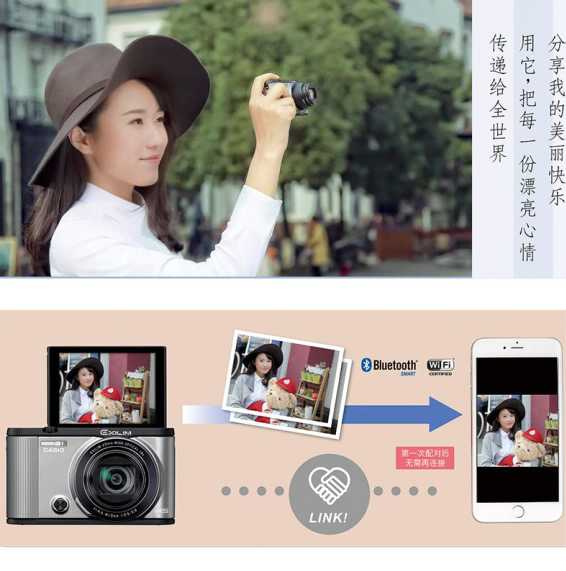 分享我的美丽快乐
用它，把每一份漂亮心情
传递给全世界
EXILIM
CASIO
Bluetooth
SMART
Wi Fi
CERTIFIED
第一次配对后
无需再连接
LINK!